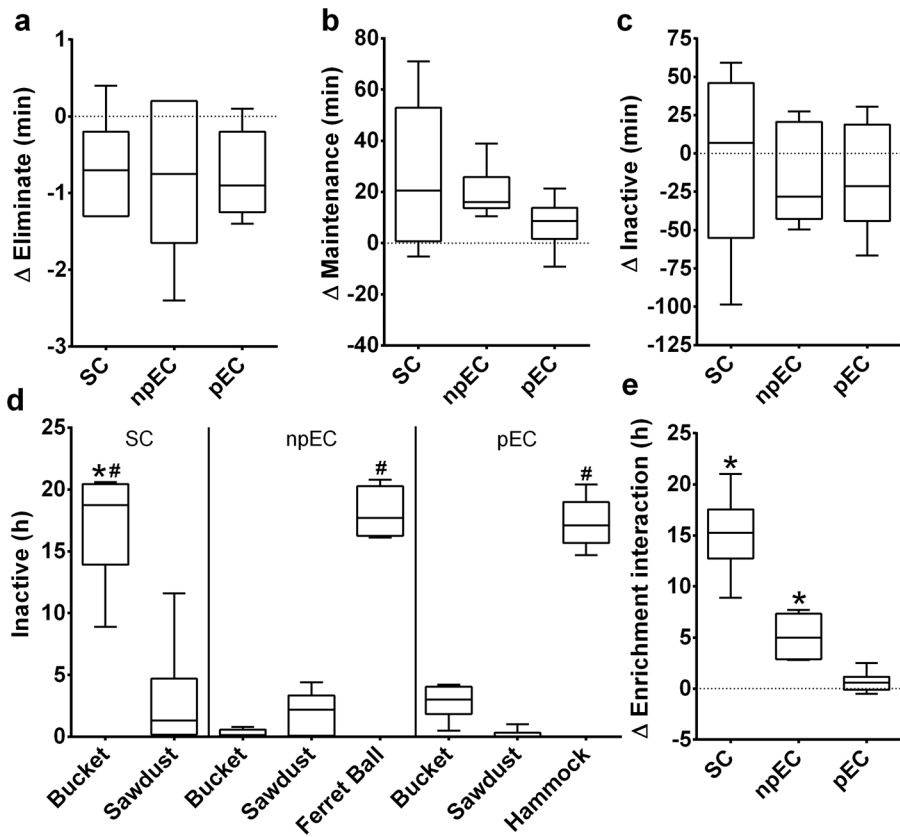 a
Δ Eliminate (min)
1
0
-1
-2
-3
SC
npEC
pEC
b
Δ Maintenance (min)
80
60
40
20
0
-20
-40
SC
npEC
pEC
c
Δ Inactive (min)
75
50
25
0
-25
-50
-75
-100
-125
SC
npEC
pEC
d
Inactive (h)
25
20
15
10
5
0
SC
npEC
pEC
*#
#
#
Bucket
Sawdust
Bucket
Sawdust
Ferret Ball
Bucket
Sawdust
Hammock
e
Δ Enrichment interaction (h)
25
20
15
10
5
0
-5
*
*
SC
npEC
pEC